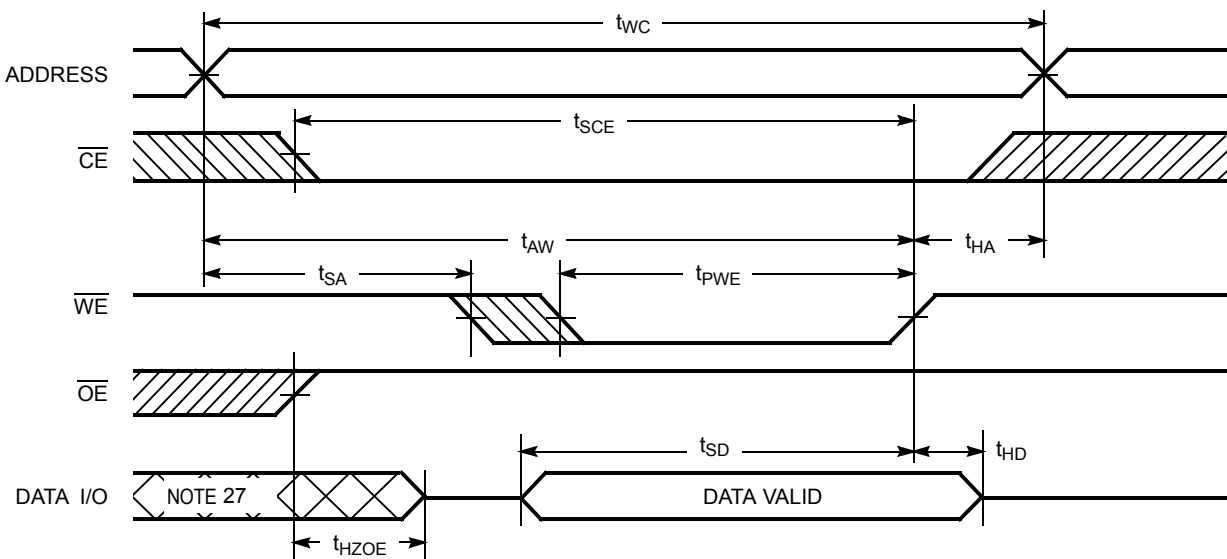 tWC
ADDRESS
tSCE
CE
tAW
tHA
tSA
tPWE
WE
OE
tSD
tHD
DATA I/O
NOTE 27
DATA VALID
tHZOE